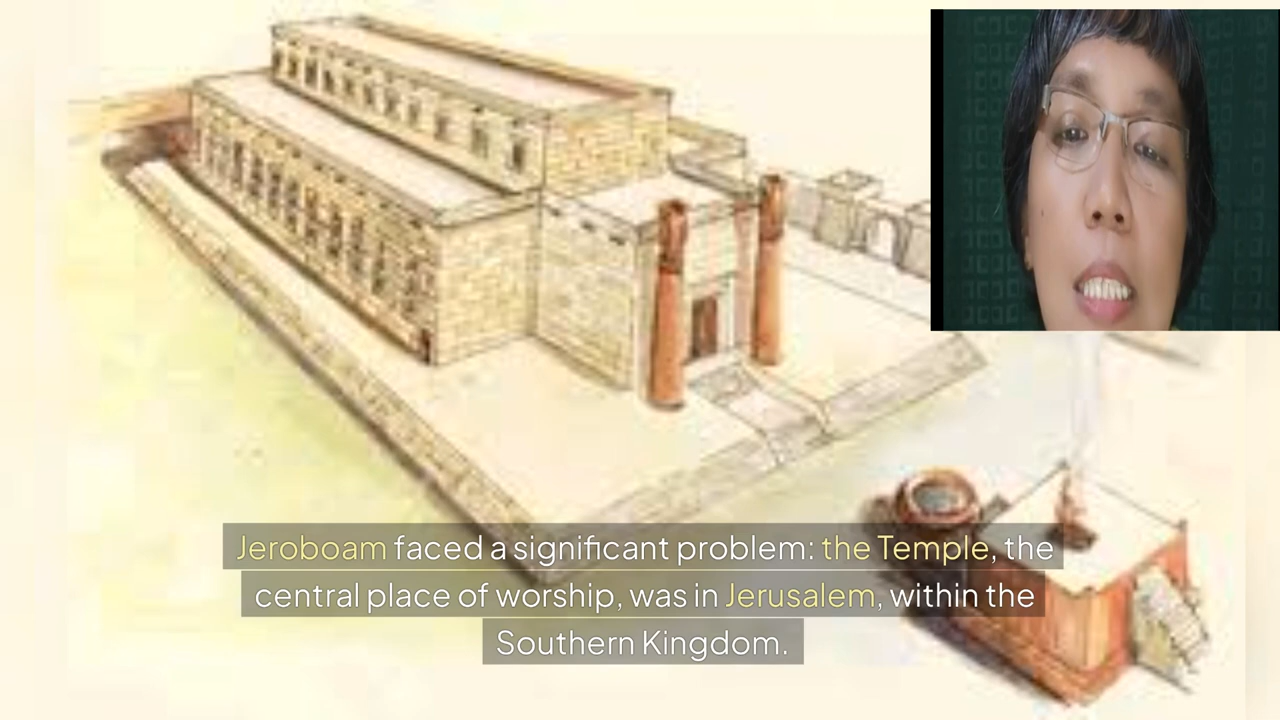 Jeroboam faced a significant problem: the Temple, the
central place of worship, was in Jerusalem, within the
Southern Kingdom.